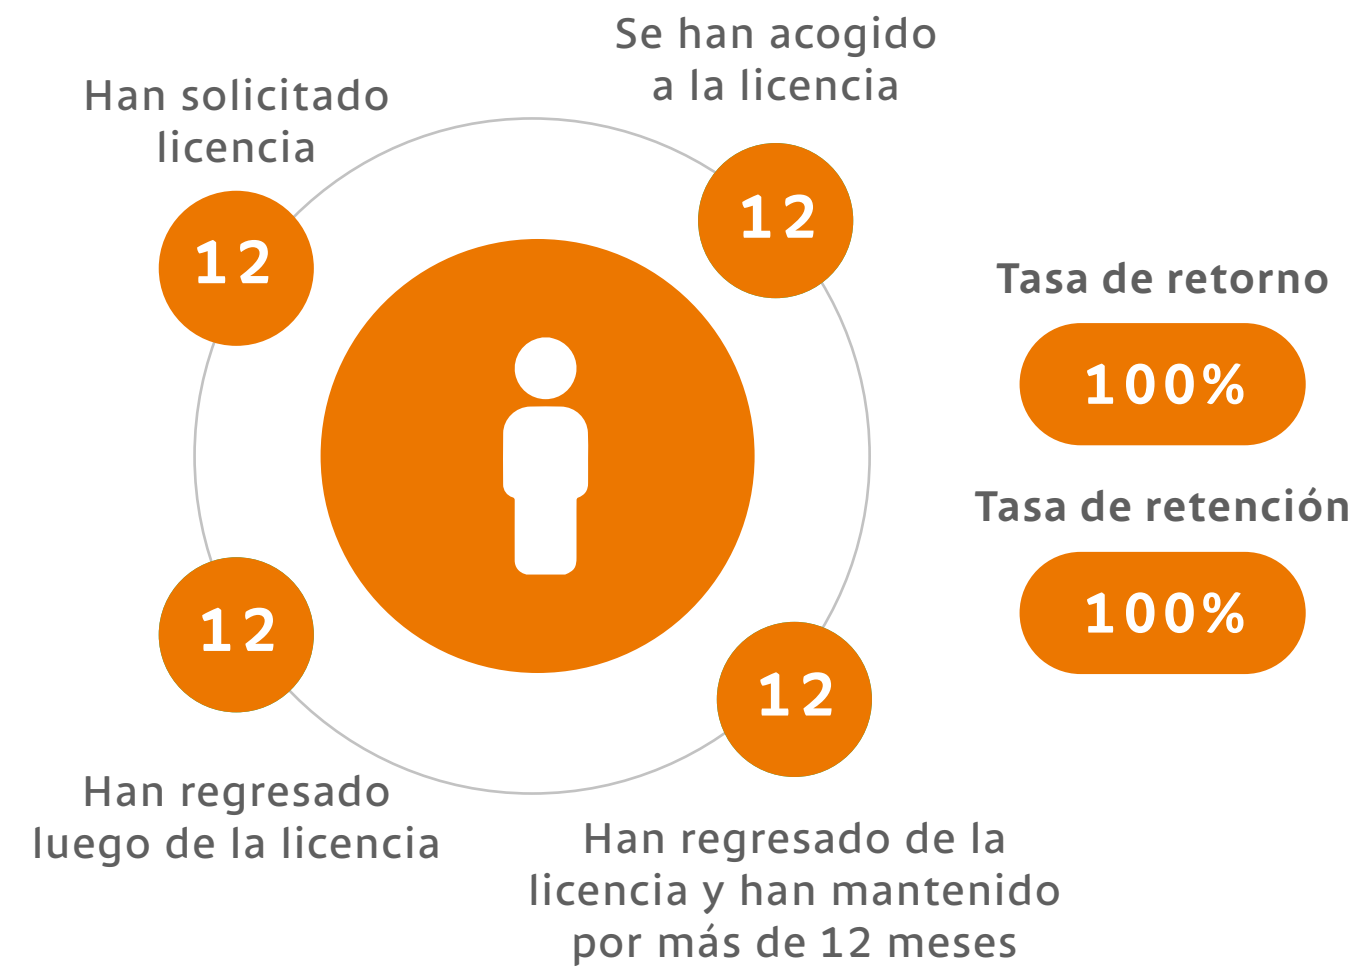 Han solicitado
licencia
12
Se han acogido
a la licencia
12
12
Han regresado
luego de la licencia
12
Han regresado de la
licencia y han mantenido
por más de 12 meses
Tasa de retorno
100%
Tasa de retención
100%